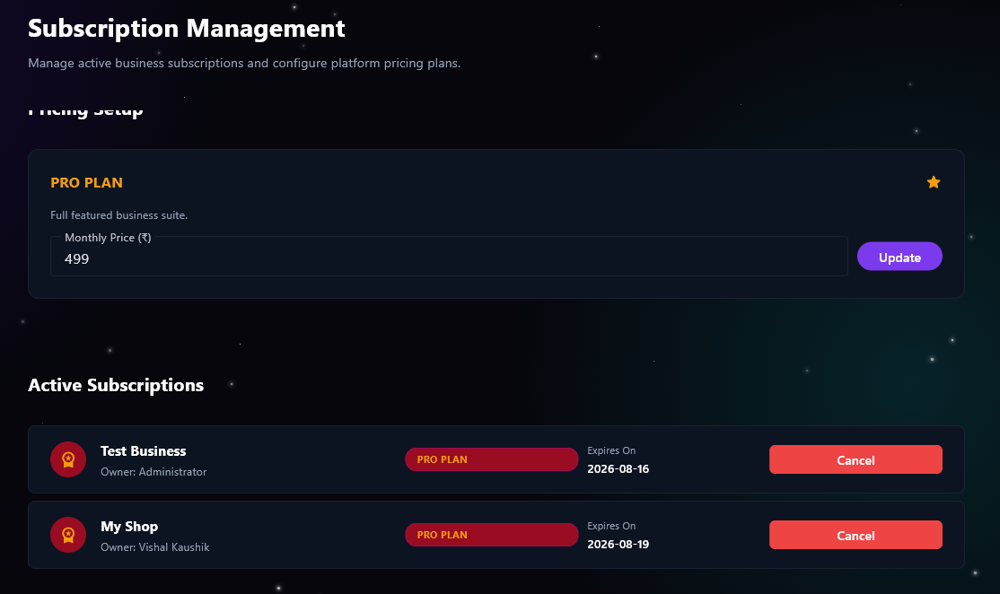 Subscription Management
Manage active business subscriptions and configure platform pricing plans.
Pricing Setup
PRO PLAN
Full featured business suite.
Monthly Price (₹)
499
Update
Active Subscriptions
Test Business
Owner: Administrator
PRO PLAN
Expires On
2026-08-16
Cancel
My Shop
Owner: Vishal Kaushik
PRO PLAN
Expires On
2026-08-19
Cancel